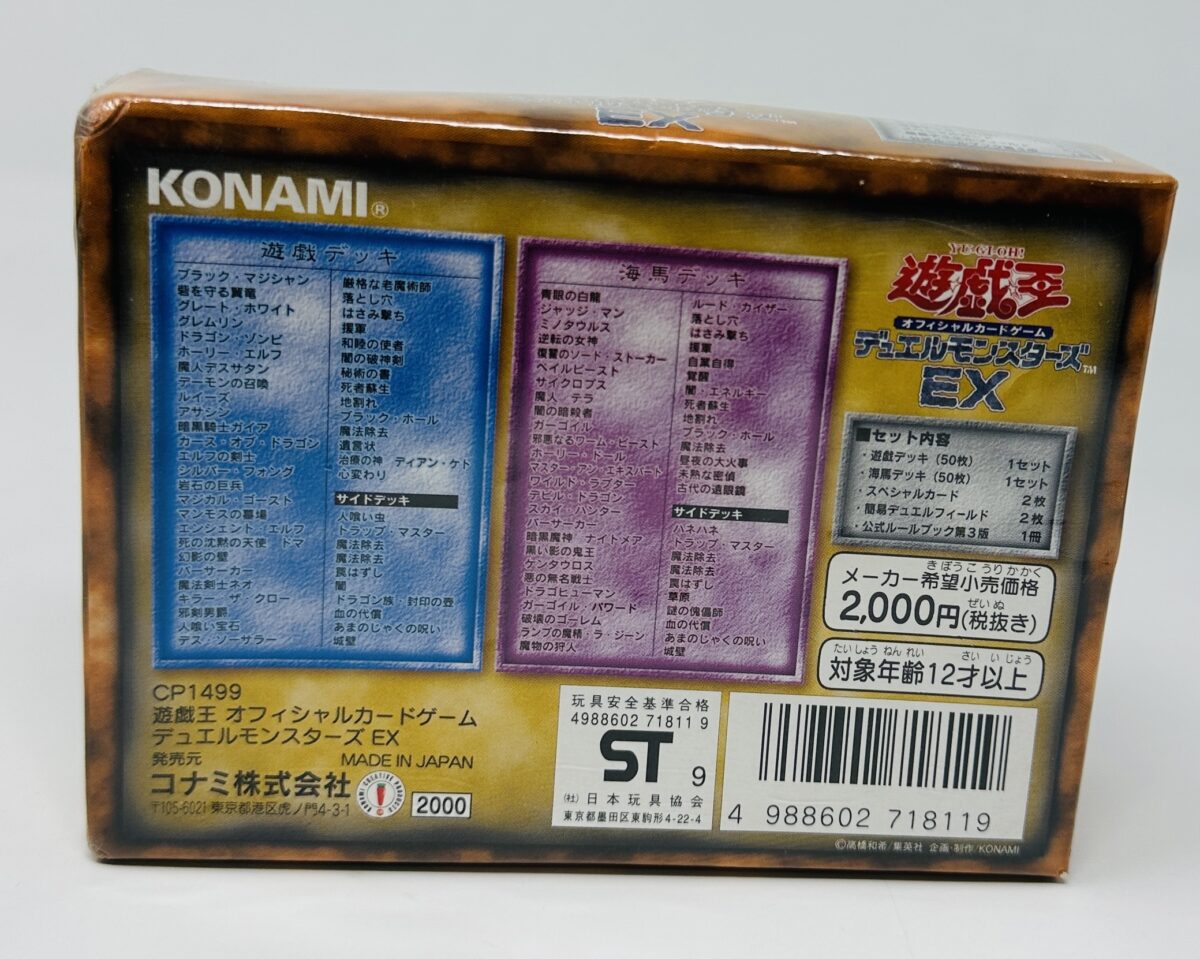 EX
KONAMI®
遊戯デッキ
ブラック・マジシャン
砦を守る翼竜
グレート・ホワイト
グレムリン
ドラゴン・ゾンビ
ホーリー・エルフ
魔人デスサタン
デーモンの召喚
ルイーズ
アサシン
暗黒騎士ガイア
カース・オブ・ドラゴン
エルフの剣士
シルバー・フォング
岩石の巨兵
マジカル・ゴースト
マンモスの墓場
エンシェント・エルフ
死の沈黙の天使 ドマ
幻影の壁
バーサーカー
魔法剣士ネオ
キラー・ザ・クロー
邪剣男爵
人喰い宝石
デス・ソーサラー
厳格な老魔術師
落とし穴
はさみ撃ち
援軍
和睦の使者
闇の破神剣
秘術の書
死者蘇生
地割れ
ブラック・ホール
魔法除去
遺言状
治療の神 ディアン・ケト
心変わり
サイドデッキ
人喰い虫
トラップ・マスター
魔法除去
魔法除去
罠はずし
闇
ドラゴン族・封印の壺
血の代償
あまのじゃくの呪い
城壁
海馬デッキ
青眼の白龍
ジャッジ・マン
ミノタウルス
逆転の女神
復讐のソード・ストーカー
ベイルビースト
サイクロプス
魔人 テラ
闇の暗殺者
ガーゴイル
邪悪なるワーム・ビースト
ホーリー・ドール
マスター・アン・エキスパート
ワイルド・ラプター
デビル・ドラゴン
スカイ・ハンター
バーサーカー
暗黒魔神 ナイトメア
黒い影の鬼王
ケンタウロス
悪の無名戦士
ドラゴヒューマン
ガーゴイル・パワード
破壊のゴーレム
ランプの魔精・ラ・ジーン
魔物の狩人
ルード・カイザー
落とし穴
はさみ撃ち
援軍
自業自得
覚醒
闇・エネルギー
死者蘇生
地割れ
ブラック・ホール
魔法除去
昼夜の大火事
未熟な密偵
古代の遠眼鏡
サイドデッキ
ハネハネ
トラップ・マスター
魔法除去
魔法除去
罠はずし
草原
謎の傀儡師
血の代償
あまのじゃくの呪い
城壁
YU-GI-OH!
遊戯王
オフィシャルカードゲーム
デュエルモンスターズ™
EX
■セット内容
・遊戯デッキ(50枚) 1セット
・海馬デッキ(50枚) 1セット
・スペシャルカード 2枚
・簡易デュエルフィールド 2枚
・公式ルールブック第3版 1冊
きぼうこうりかかく
メーカー希望小売価格
ぜいぬ
2,000円(税抜き)
たいしょうねんれい さいいじょう
対象年齢12才以上
CP1499
遊戯王 オフィシャルカードゲーム
デュエルモンスターズ EX
発売元 MADE IN JAPAN
コナミ株式会社
KONAMI CREATIVE PRODUCTS
2000
〒105-6021 東京都港区虎ノ門4-3-1
玩具安全基準合格
4988602 71811 9
ST 9
(社)日本玩具協会
東京都墨田区東駒形4-22-4
4 988602 718119
©高橋和希/集英社 企画・制作/KONAMI